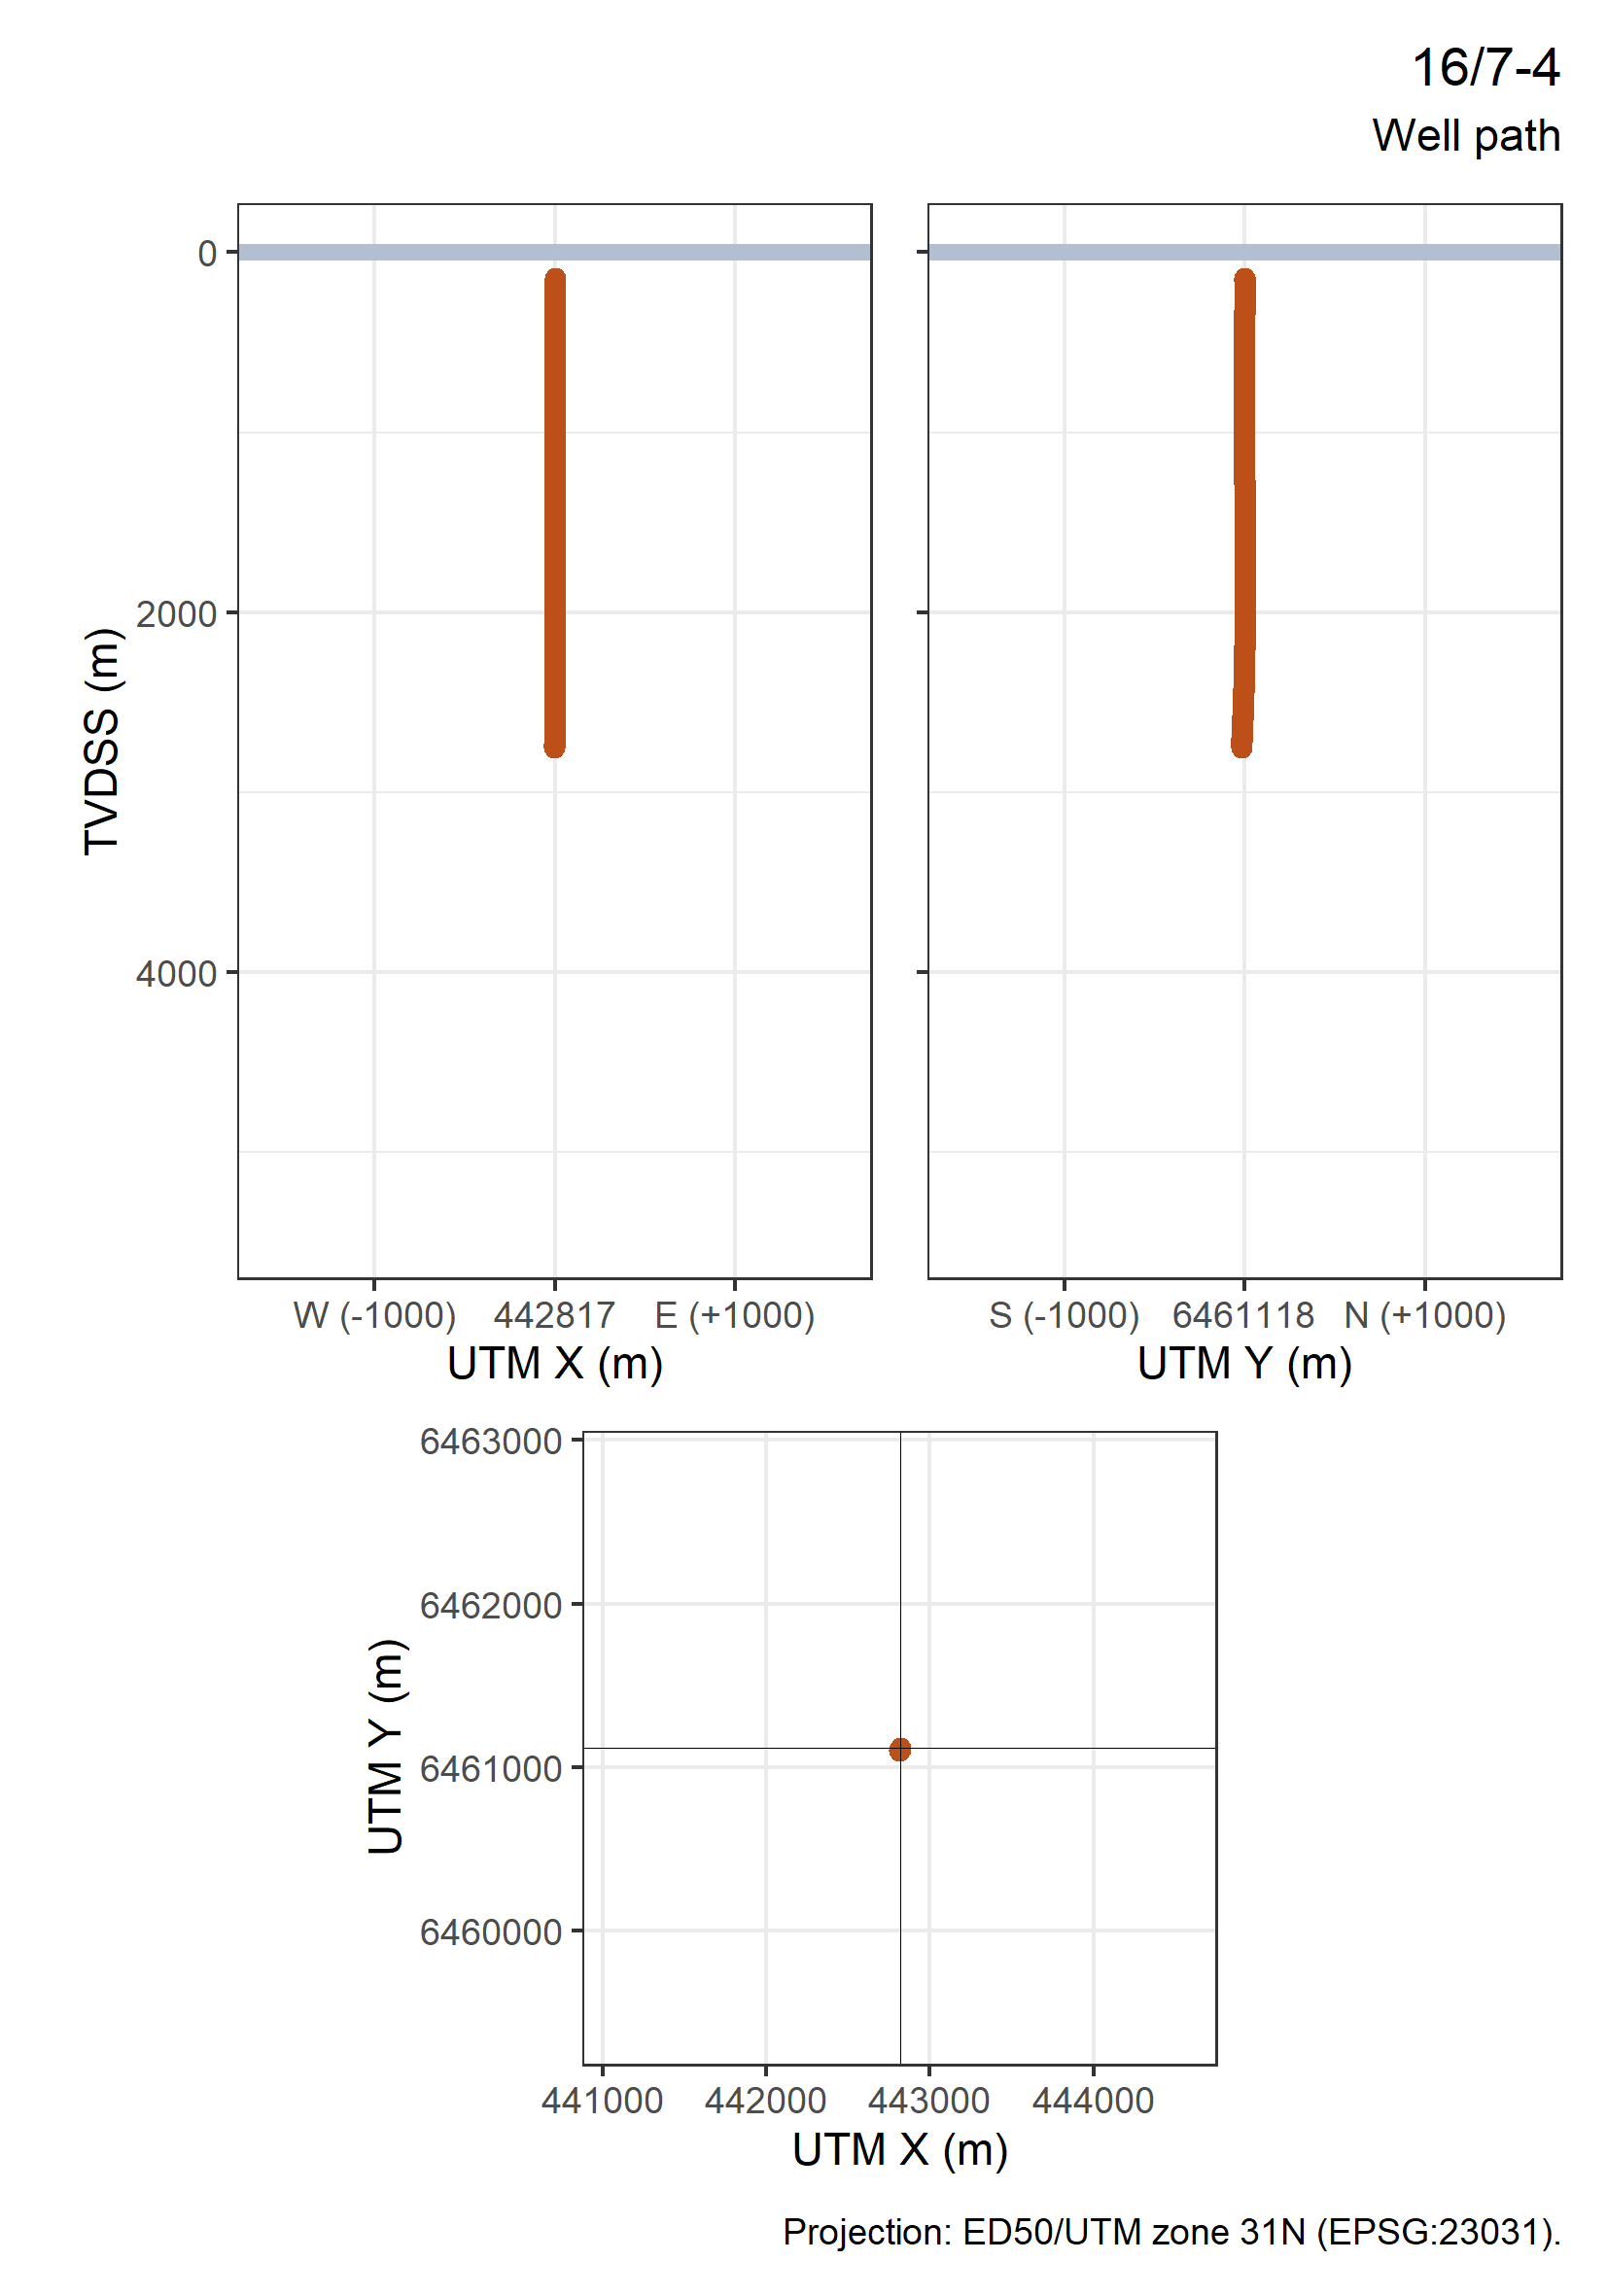 16/7-4
Well path
TVDSS (m)
0
2000
4000
W (-1000) 442817 E (+1000)
UTM X (m)
S (-1000) 6461118 N (+1000)
UTM Y (m)
UTM Y (m)
6463000
6462000
6461000
6460000
441000 442000 443000 444000
UTM X (m)
Projection: ED50/UTM zone 31N (EPSG:23031).